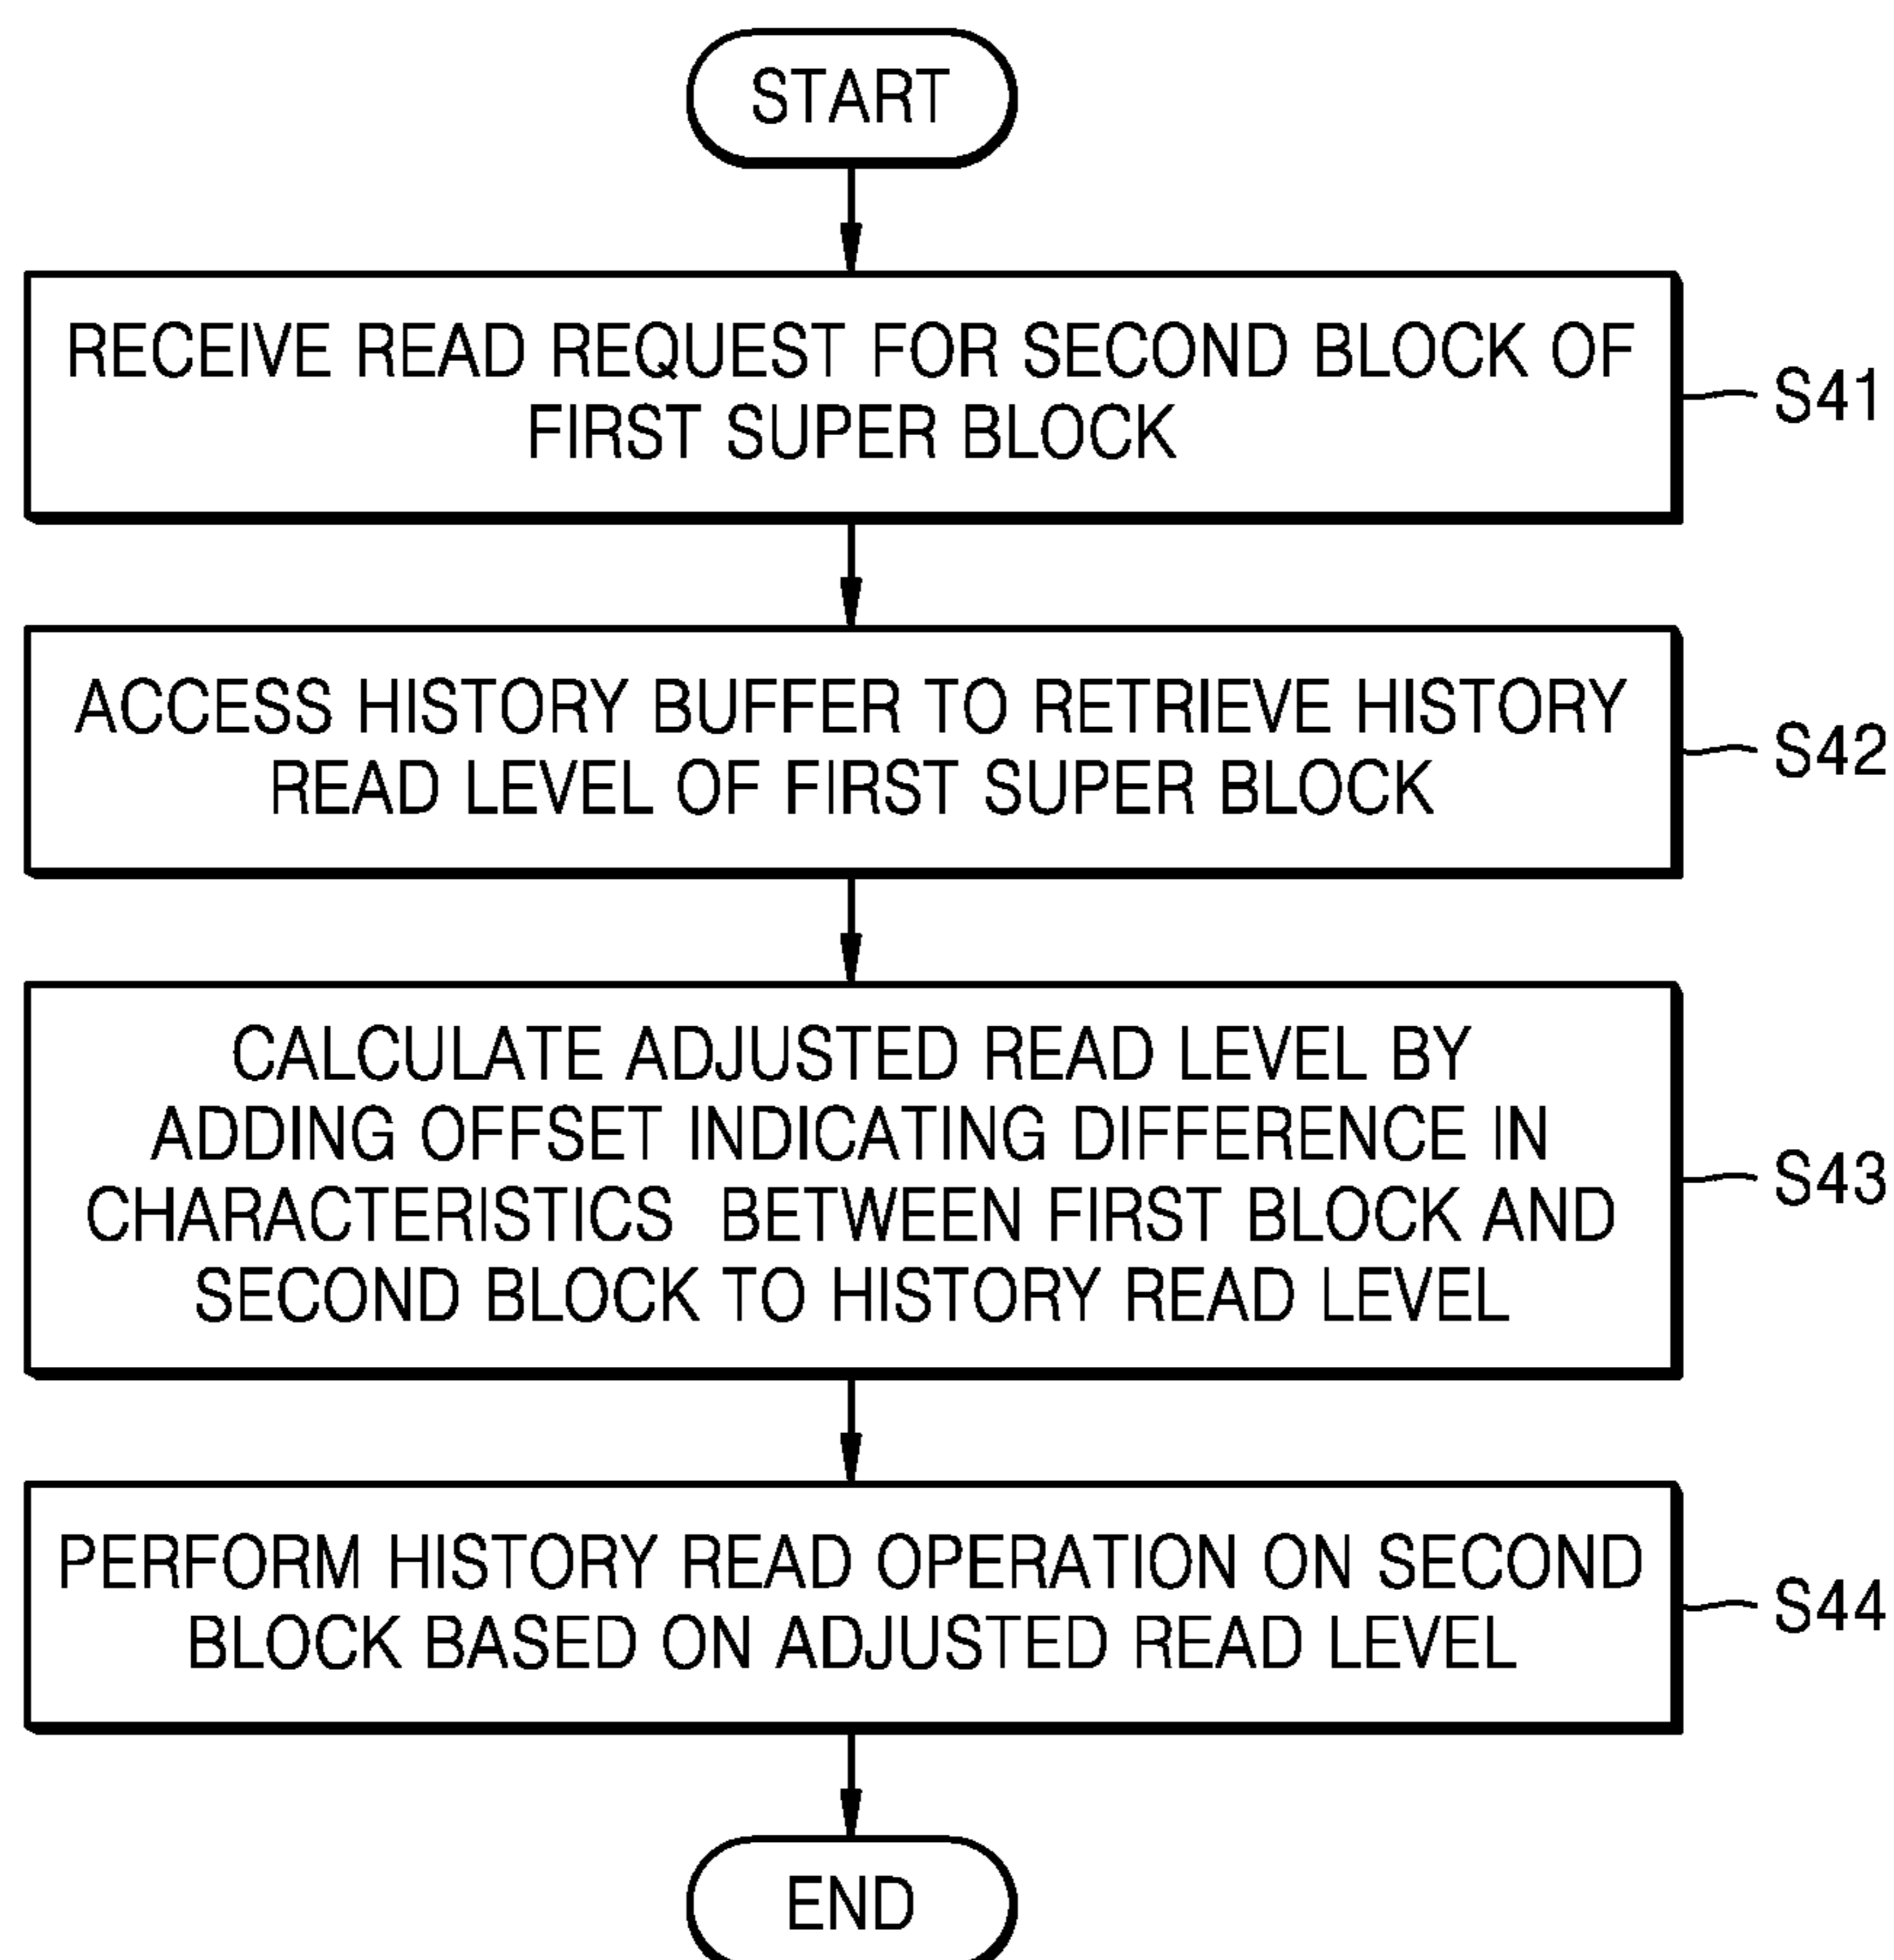 START
RECEIVE READ REQUEST FOR SECOND BLOCK OF
FIRST SUPER BLOCK
S41
ACCESS HISTORY BUFFER TO RETRIEVE HISTORY
READ LEVEL OF FIRST SUPER BLOCK
S42
CALCULATE ADJUSTED READ LEVEL BY
ADDING OFFSET INDICATING DIFFERENCE IN
CHARACTERISTICS BETWEEN FIRST BLOCK AND
SECOND BLOCK TO HISTORY READ LEVEL
S43
PERFORM HISTORY READ OPERATION ON SECOND
BLOCK BASED ON ADJUSTED READ LEVEL
S44
END